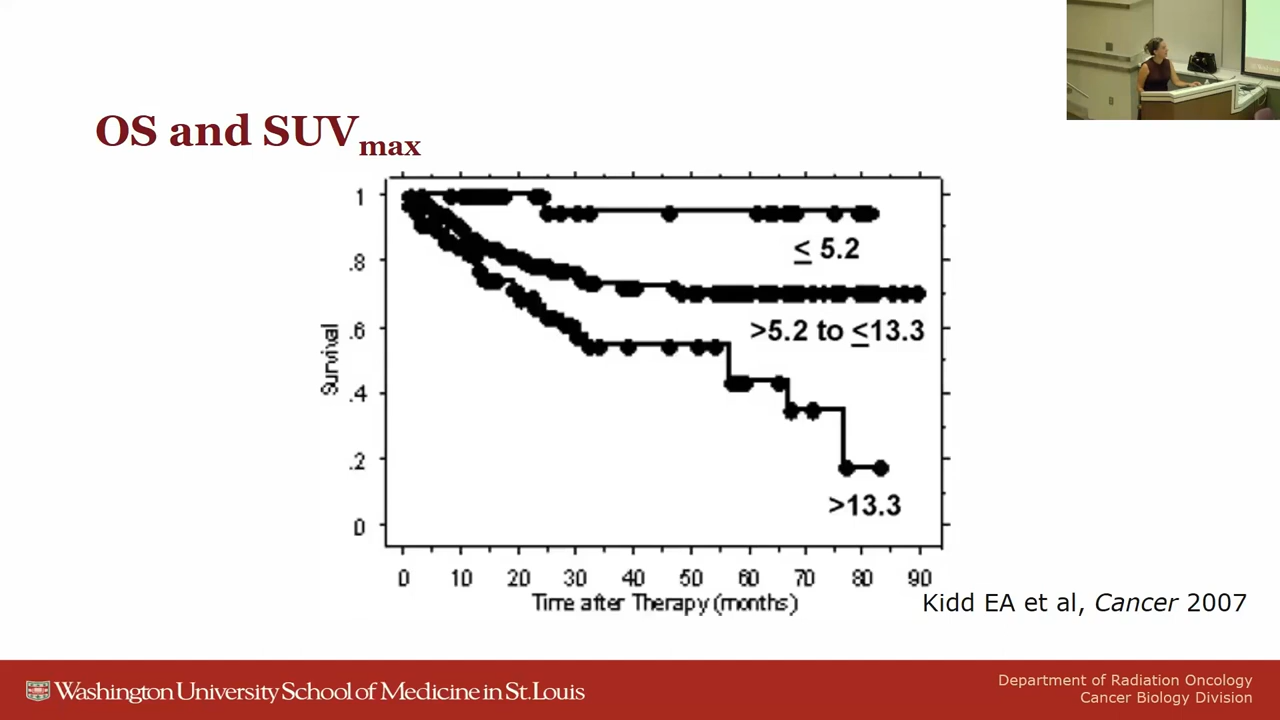 OS and SUVmax
1
.8
.6
.4
.2
0
Survival
≤ 5.2
>5.2 to ≤13.3
>13.3
0 10 20 30 40 50 60 70 80 90
Time after Therapy (months)
Kidd EA et al, Cancer 2007
Washington University School of Medicine in St. Louis
Department of Radiation Oncology
Cancer Biology Division